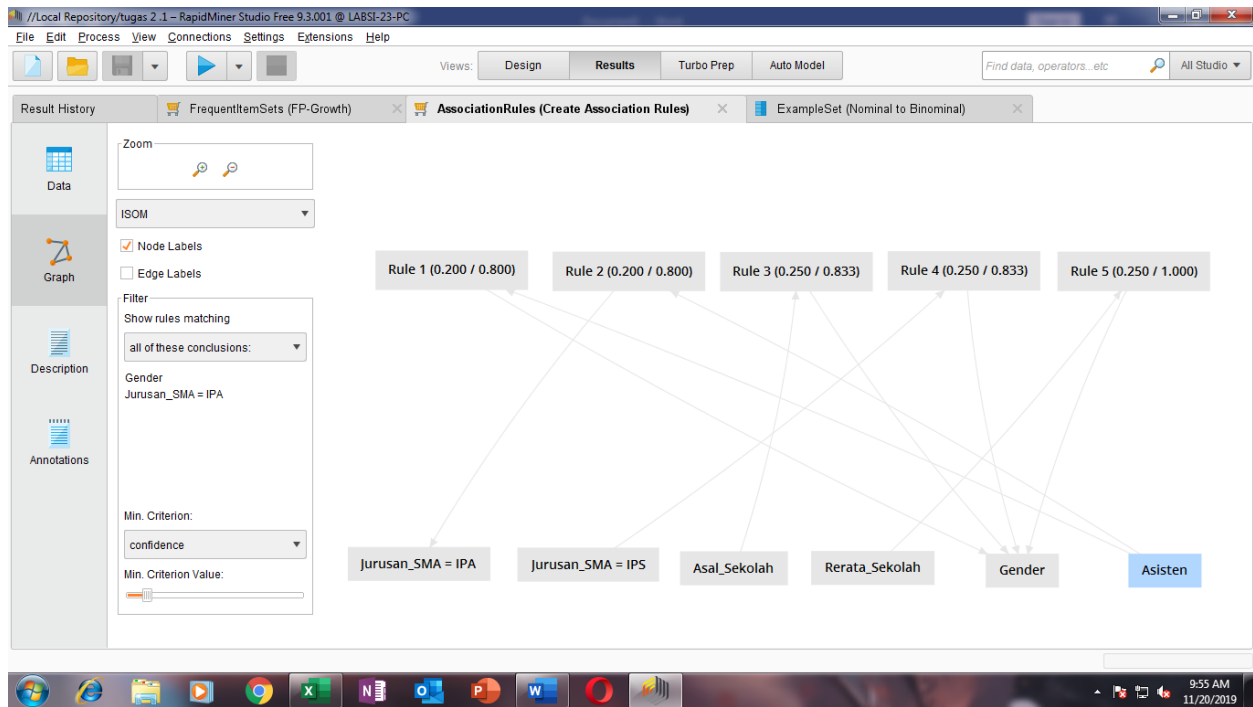 //Local Repository/tugas 2 .1 – RapidMiner Studio Free 9.3.001 @ LABSI-23-PC
File Edit Process View Connections Settings Extensions Help
Views: Design Results Turbo Prep Auto Model Find data, operators...etc All Studio
Result History FrequentItemSets (FP-Growth) AssociationRules (Create Association Rules) ExampleSet (Nominal to Binominal)
Data
Graph
Description
Annotations
Zoom
ISOM
Node Labels
Edge Labels
Filter
Show rules matching
all of these conclusions:
Gender
Jurusan_SMA = IPA
Min. Criterion:
confidence
Min. Criterion Value:
Rule 1 (0.200 / 0.800) Rule 2 (0.200 / 0.800) Rule 3 (0.250 / 0.833) Rule 4 (0.250 / 0.833) Rule 5 (0.250 / 1.000)
Jurusan_SMA = IPA Jurusan_SMA = IPS Asal_Sekolah Rerata_Sekolah Gender Asisten
9:55 AM
11/20/2019